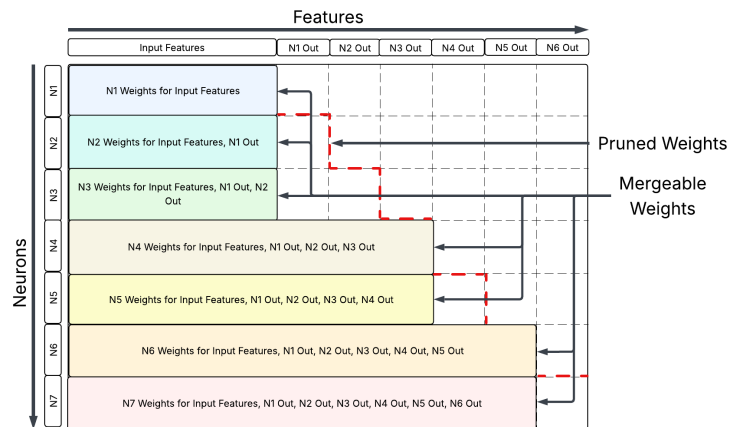 Features
Input Features
N1 Out
N2 Out
N3 Out
N4 Out
N5 Out
N6 Out
Neurons
N1
N1 Weights for Input Features
N2
N2 Weights for Input Features, N1 Out
Pruned Weights
N3
N3 Weights for Input Features, N1 Out, N2
Out
Mergeable
Weights
N4
N4 Weights for Input Features, N1 Out, N2 Out, N3 Out
N5
N5 Weights for Input Features, N1 Out, N2 Out, N3 Out, N4 Out
N6
N6 Weights for Input Features, N1 Out, N2 Out, N3 Out, N4 Out, N5 Out
N7
N7 Weights for Input Features, N1 Out, N2 Out, N3 Out, N4 Out, N5 Out, N6 Out